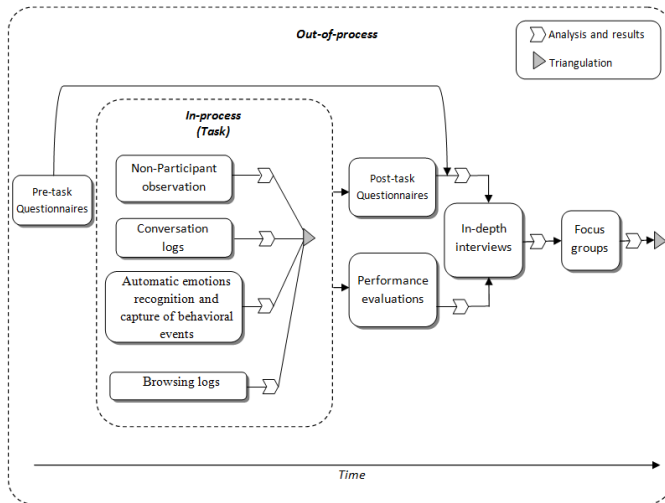 Out-of-process
Analysis and results
Triangulation
In-process
(Task)
Pre-task
Questionnaires
Non-Participant
observation
Conversation
logs
Automatic emotions
recognition and
capture of behavioral
events
Browsing logs
Post-task
Questionnaires
Performance
evaluations
In-depth
interviews
Focus
groups
Time